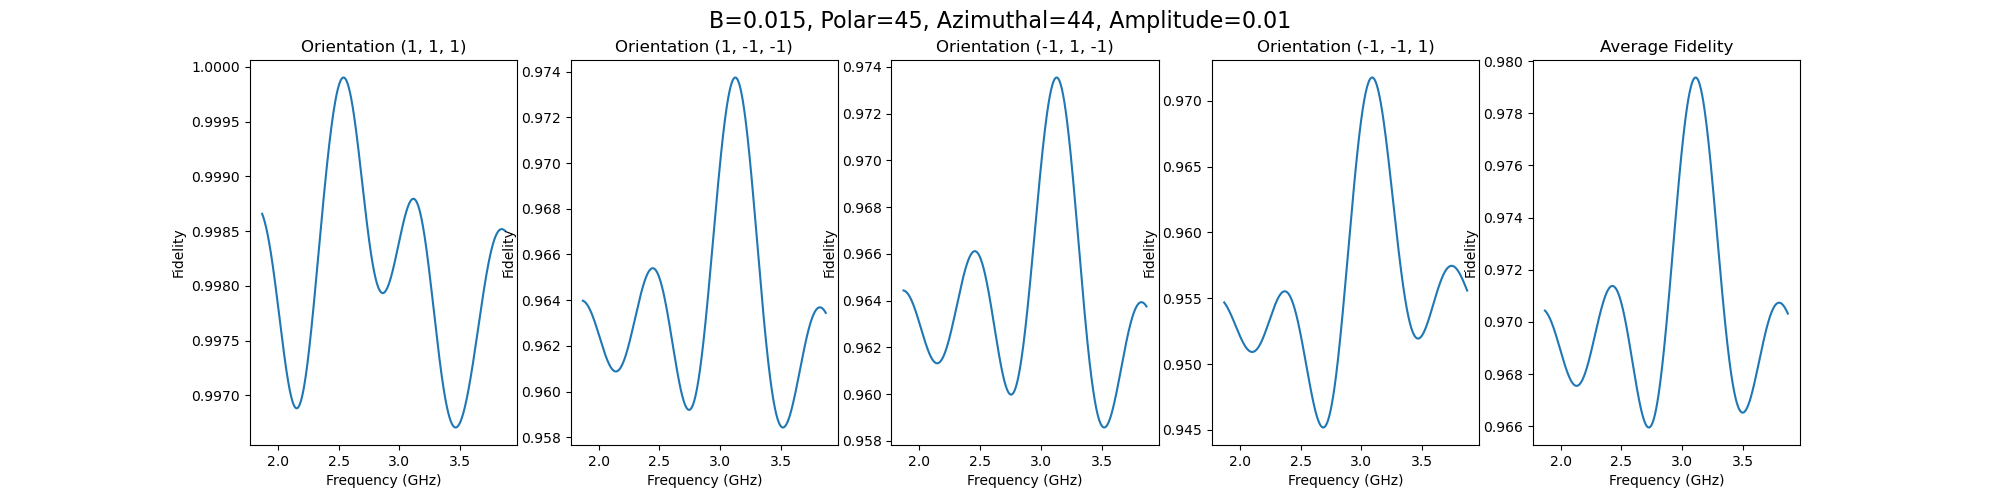 B=0.015, Polar=45, Azimuthal=44, Amplitude=0.01
Orientation (1, 1, 1)
1.0000
0.9995
0.9990
0.9985
0.9980
0.9975
0.9970
Fidelity
2.0 2.5 3.0 3.5
Frequency (GHz)
Orientation (1, -1, -1)
0.974
0.972
0.970
0.968
0.966
0.964
0.962
0.960
0.958
Fidelity
2.0 2.5 3.0 3.5
Frequency (GHz)
Orientation (-1, 1, -1)
0.974
0.972
0.970
0.968
0.966
0.964
0.962
0.960
0.958
Fidelity
2.0 2.5 3.0 3.5
Frequency (GHz)
Orientation (-1, -1, 1)
0.970
0.965
0.960
0.955
0.950
0.945
Fidelity
2.0 2.5 3.0 3.5
Frequency (GHz)
Average Fidelity
0.980
0.978
0.976
0.974
0.972
0.970
0.968
0.966
Fidelity
2.0 2.5 3.0 3.5
Frequency (GHz)